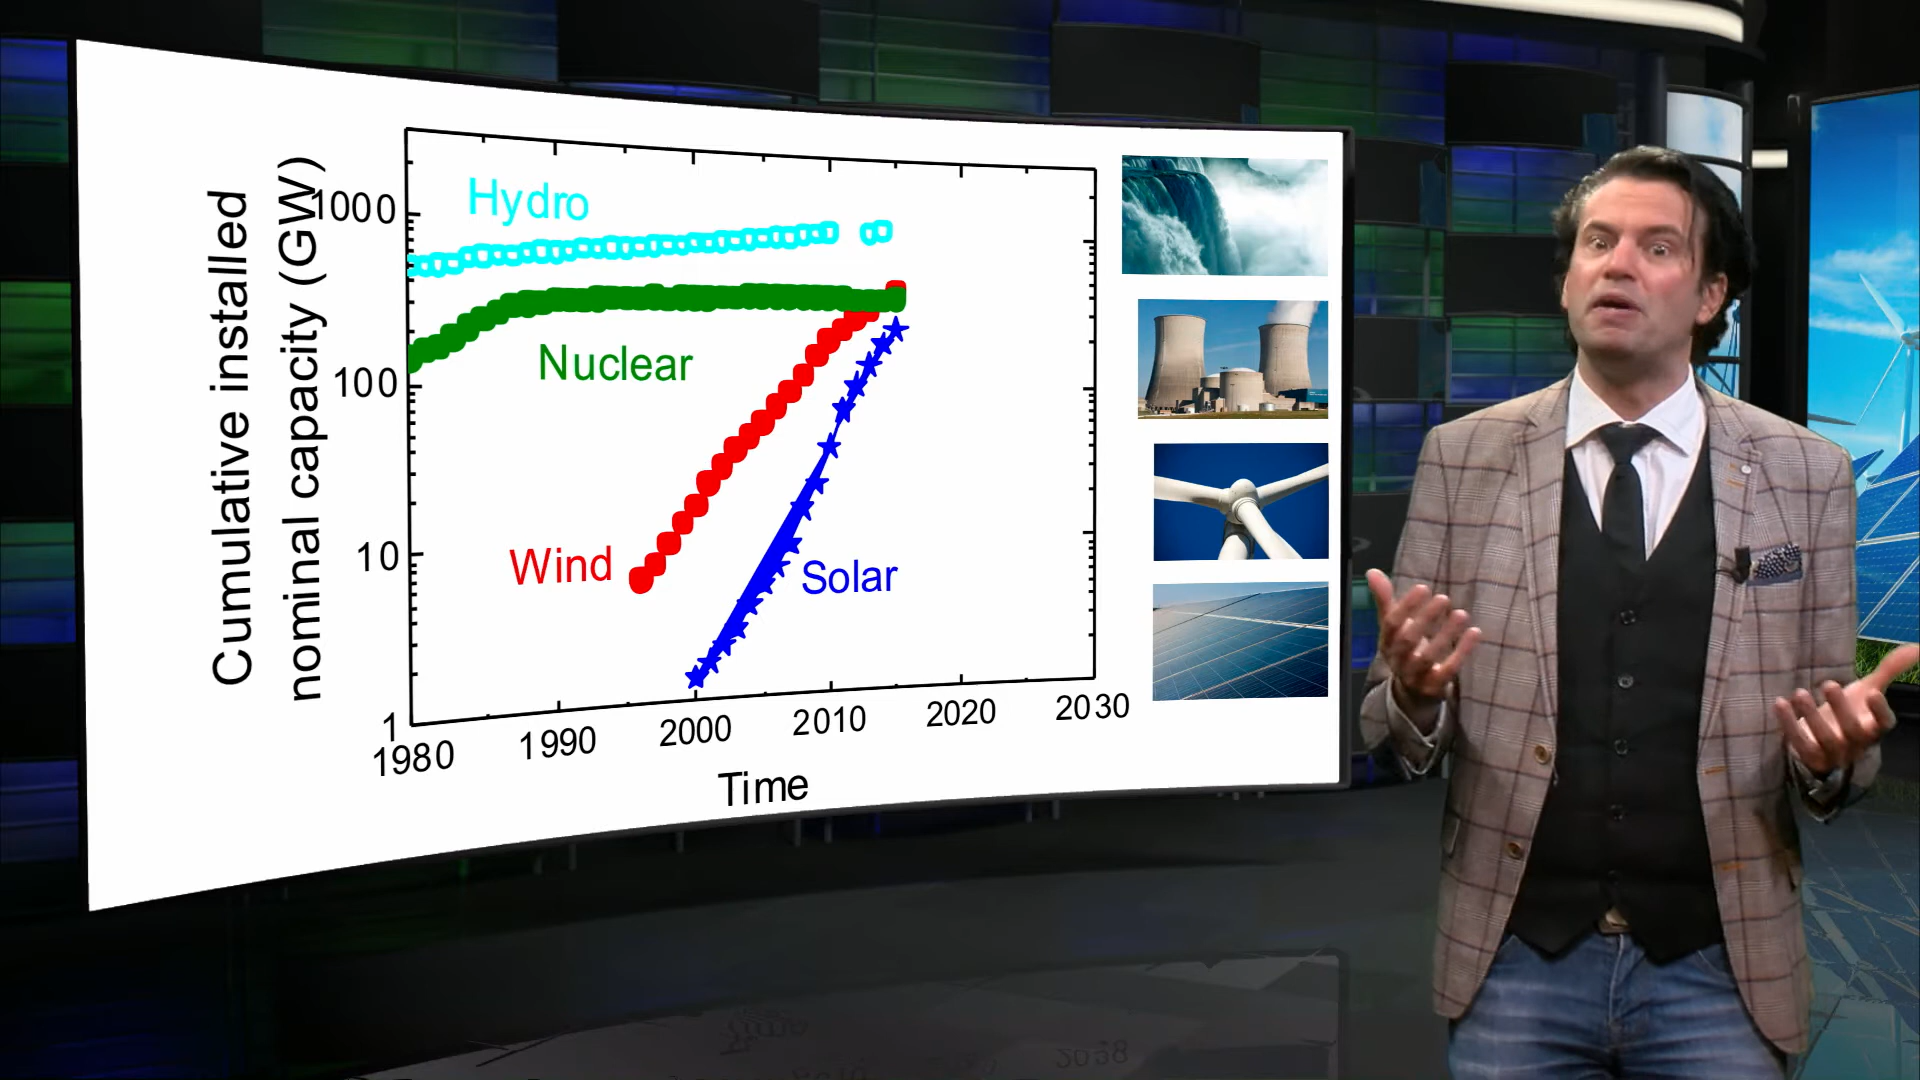 Cumulative installed
nominal capacity (GW)
1000
100
10
1
Hydro
Nuclear
Wind
Solar
1980
1990
2000
2010
2020
2030
Time